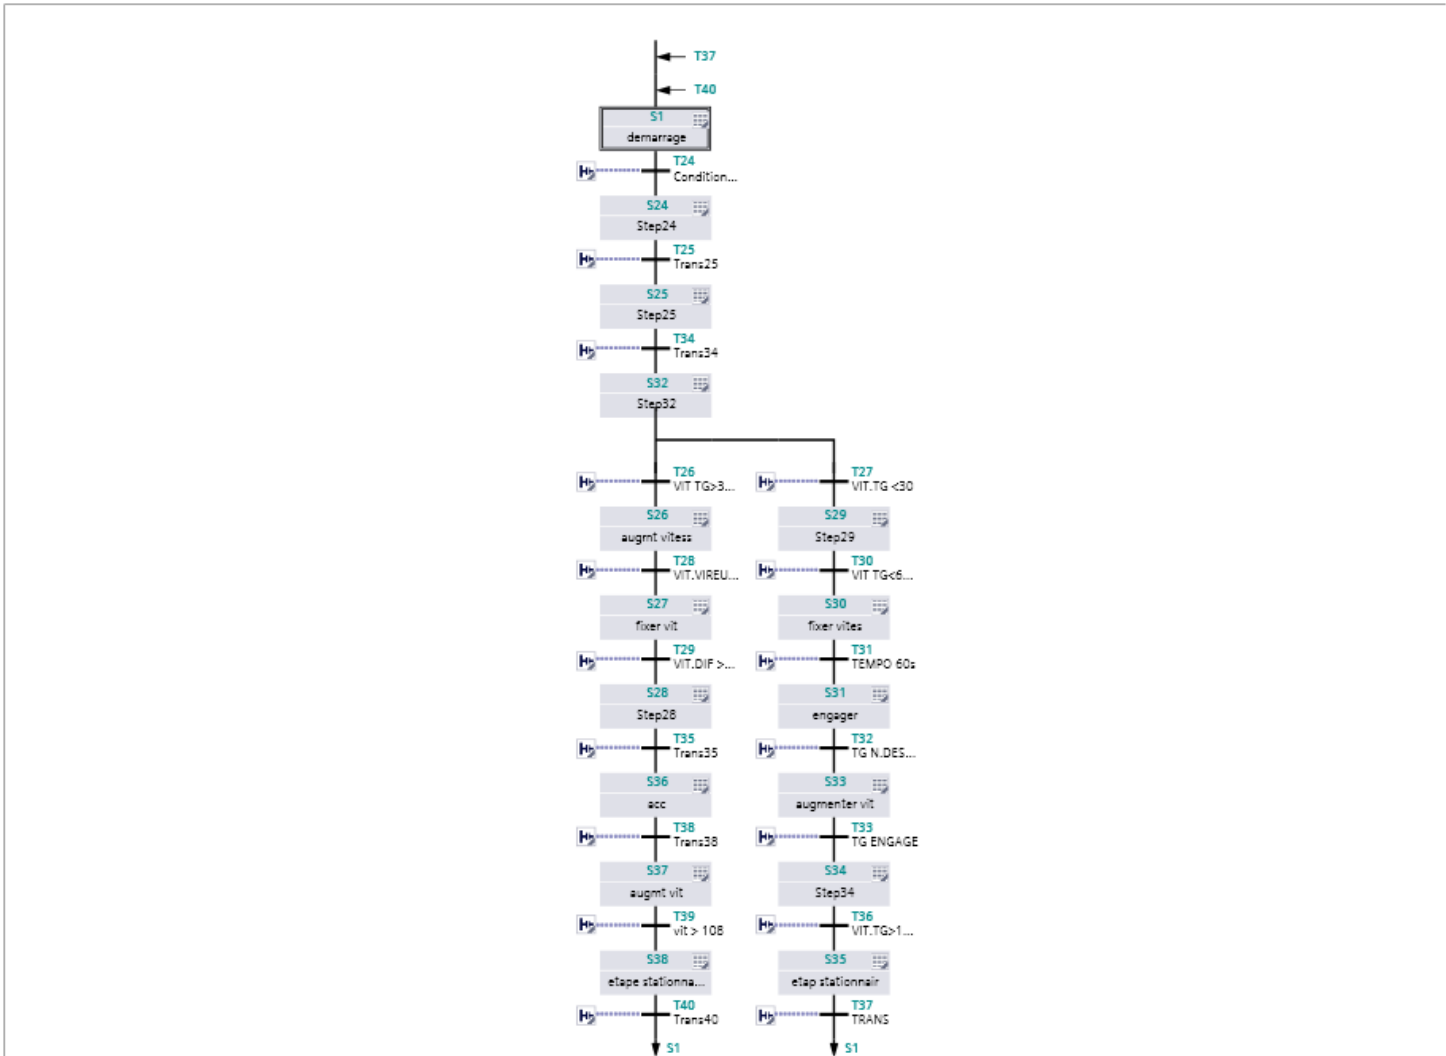 T37
T40
S1
demarrage
T24
Condition...
S24
Step24
T25
Trans25
S25
Step25
T34
Trans34
S32
Step32
T26
VIT TG>3...
T27
VIT.TG <30
S26
augmt vitess
S29
Step29
T28
VIT.VIREU...
T30
VIT TG<6...
S27
fixer vit
S30
fixer vites
T29
VIT.DIF >...
T31
TEMPO 60s
S28
Step28
S31
engager
T35
Trans35
T32
TG N.DES...
S36
acc
S33
augmenter vit
T38
Trans38
T33
TG ENGAGE
S37
augmt vit
S34
Step34
T39
vit > 108
T36
VIT.TG>1...
S38
etape stationna...
S35
etap stationnair
T40
Trans40
T37
TRANS
S1
S1